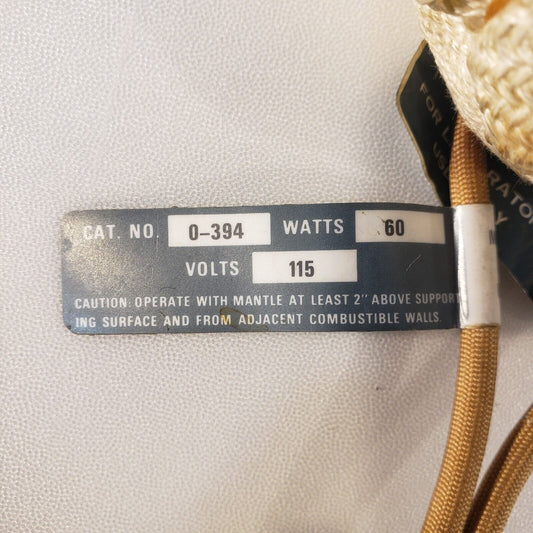 CAT. NO. 0-394 WATTS 60
VOLTS 115
CAUTION: OPERATE WITH MANTLE AT LEAST 2" ABOVE SUPPORT
ING SURFACE AND FROM ADJACENT COMBUSTIBLE WALLS.
FOR